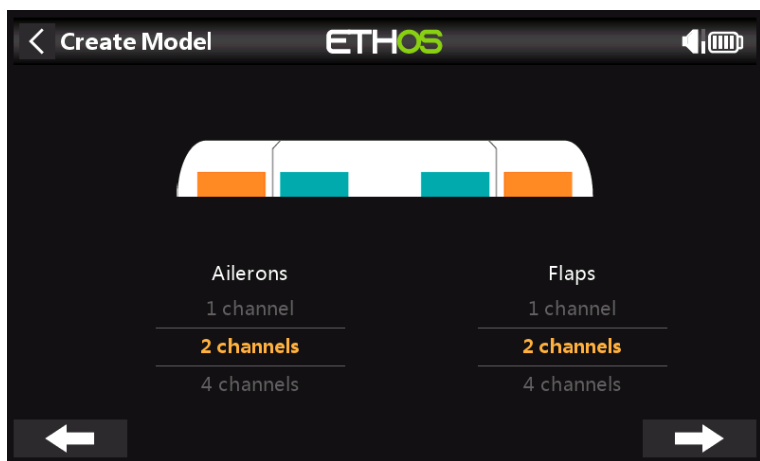 Create Model
ETHOS
Ailerons
Flaps
1 channel
1 channel
2 channels
2 channels
4 channels
4 channels